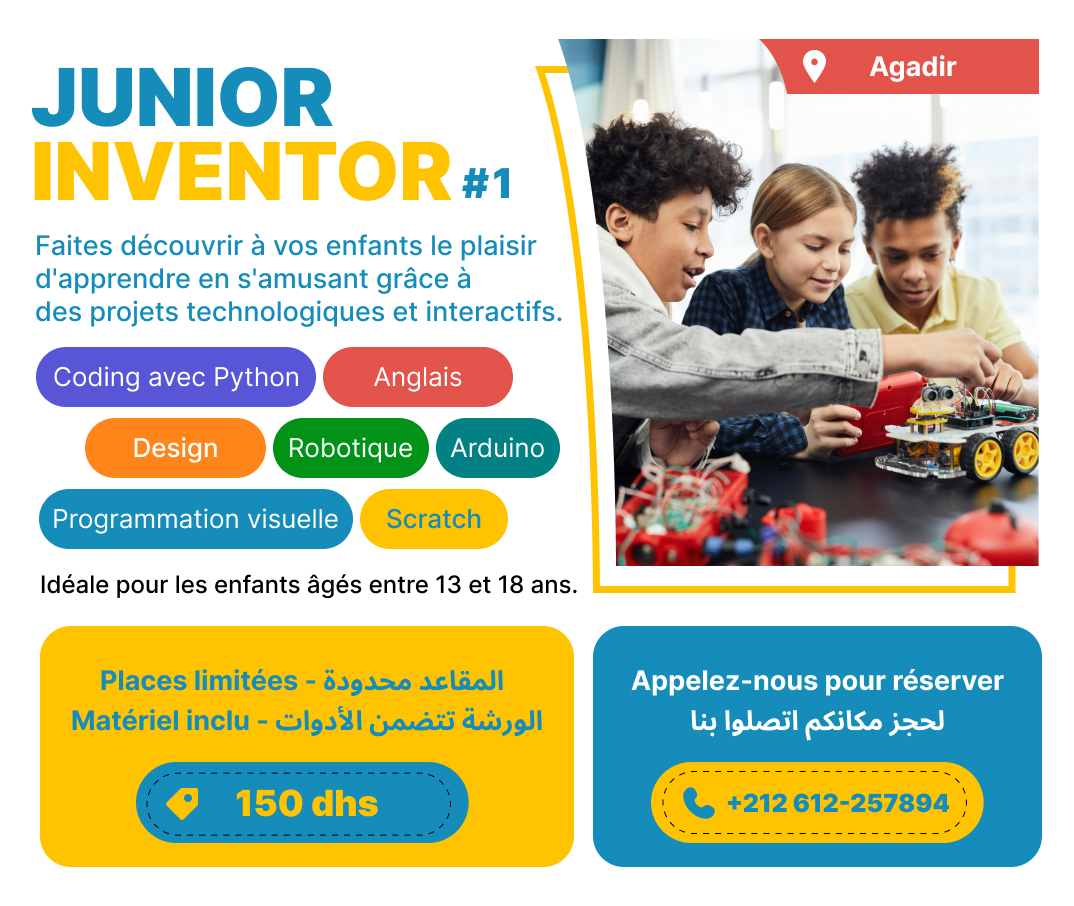 JUNIOR
INVENTOR #1
Agadir
Faites découvrir à vos enfants le plaisir
d'apprendre en s'amusant grâce à
des projets technologiques et interactifs.
Coding avec Python
Anglais
Design
Robotique
Arduino
Programmation visuelle
Scratch
Idéale pour les enfants âgés entre 13 et 18 ans.
Places limitées - المقاعد محدودة
Matériel inclu - الورشة تتضمن الأدوات
150 dhs
Appelez-nous pour réserver
لحجز مكانكم اتصلوا بنا
+212 612-257894